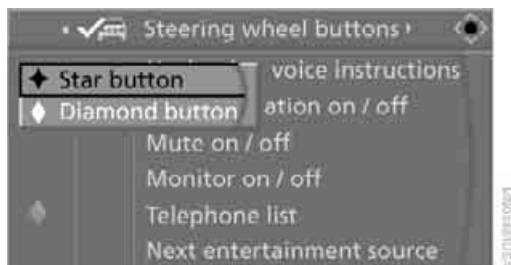 Steering wheel buttons
voice instructions
Star button
Diamond button
ation on / off
Mute on / off
Monitor on / off
Telephone list
Next entertainment source